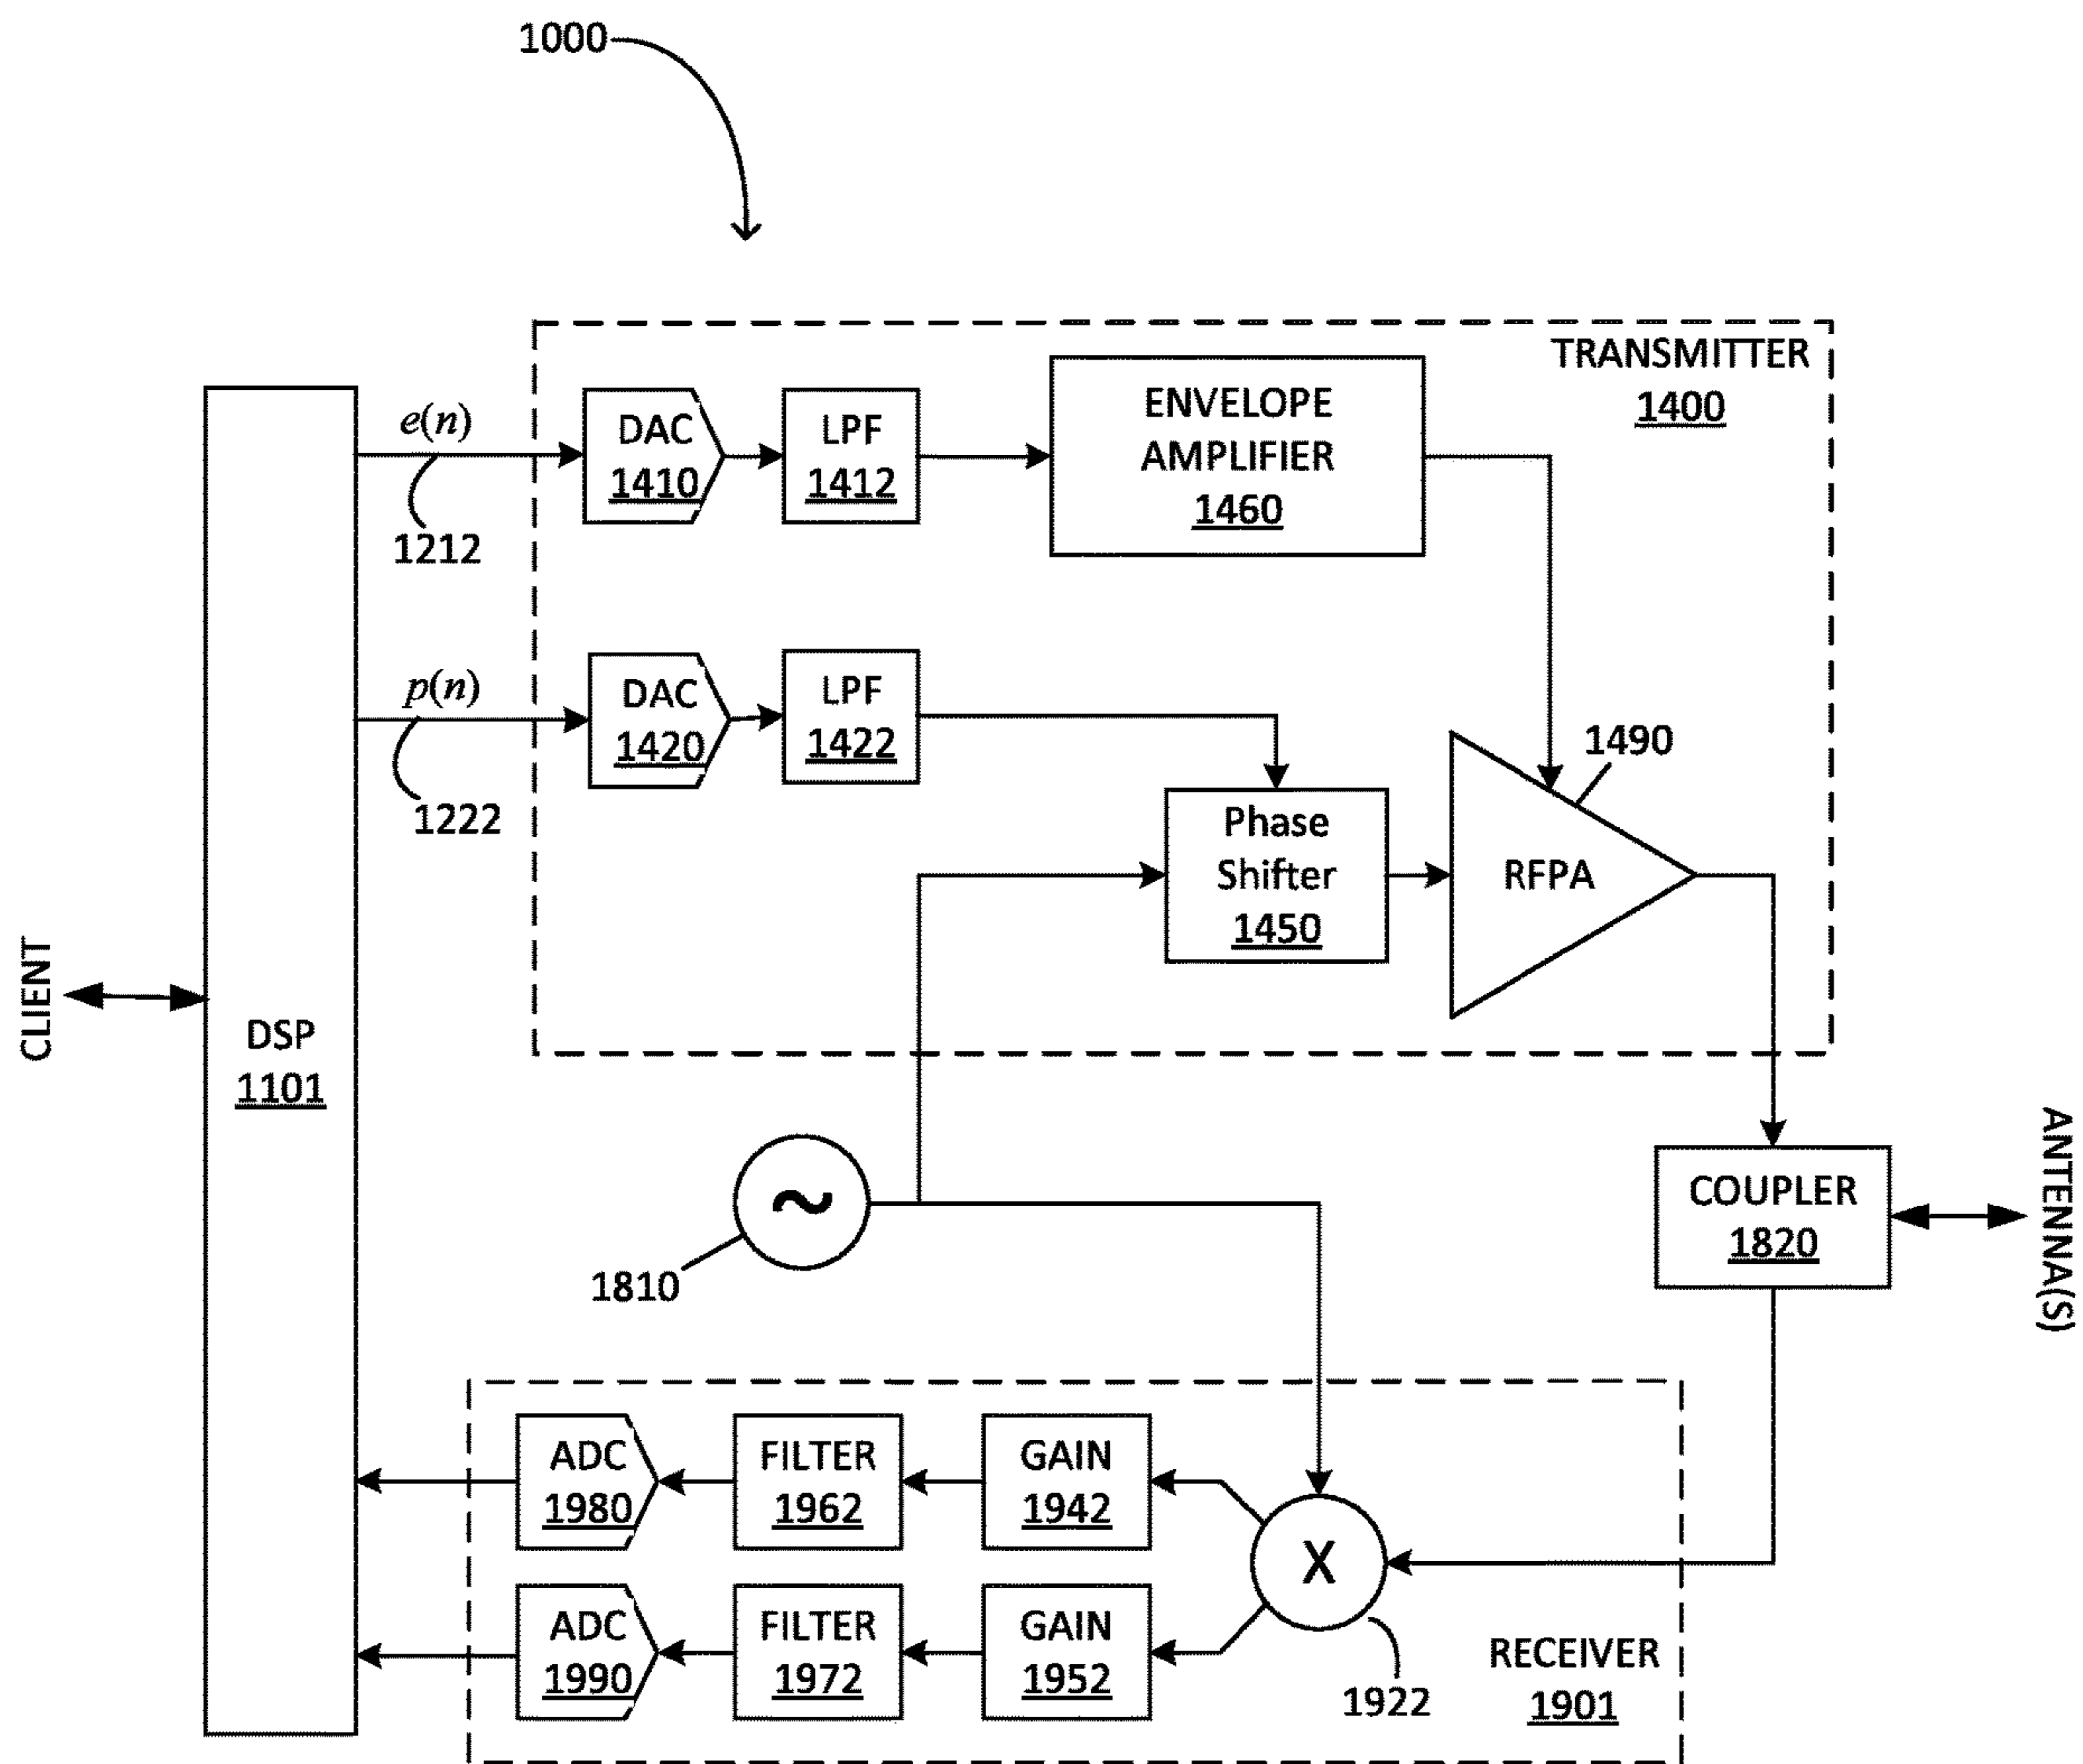 1000
TRANSMITTER
1400
e(n)
1212
DAC
1410
LPF
1412
ENVELOPE
AMPLIFIER
1460
p(n)
1222
DAC
1420
LPF
1422
Phase
Shifter
1450
1490
RFPA
CLIENT
DSP
1101
1810
COUPLER
1820
ANTENNA(S)
ADC
1980
FILTER
1962
GAIN
1942
X
1922
ADC
1990
FILTER
1972
GAIN
1952
RECEIVER
1901